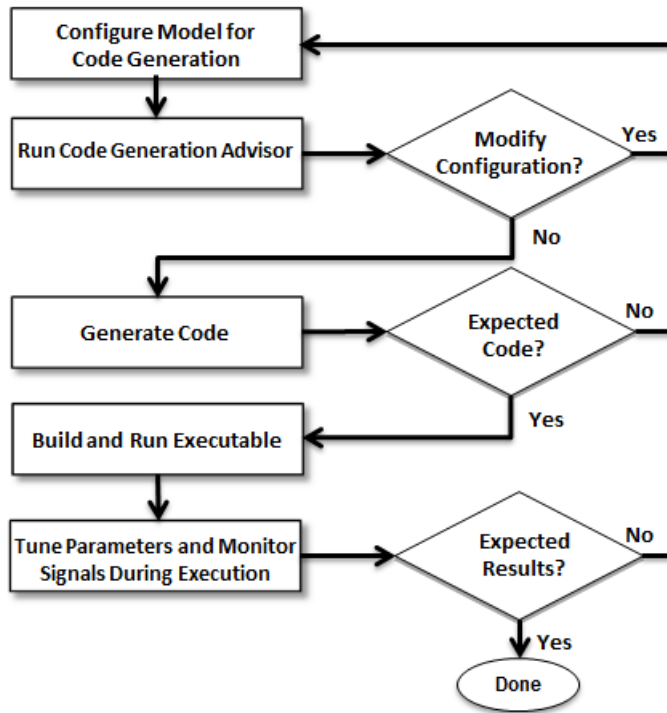 Configure Model for
Code Generation
Run Code Generation Advisor
Modify
Configuration?
Yes
No
Generate Code
Expected
Code?
No
Yes
Build and Run Executable
Tune Parameters and Monitor
Signals During Execution
Expected
Results?
No
Yes
Done